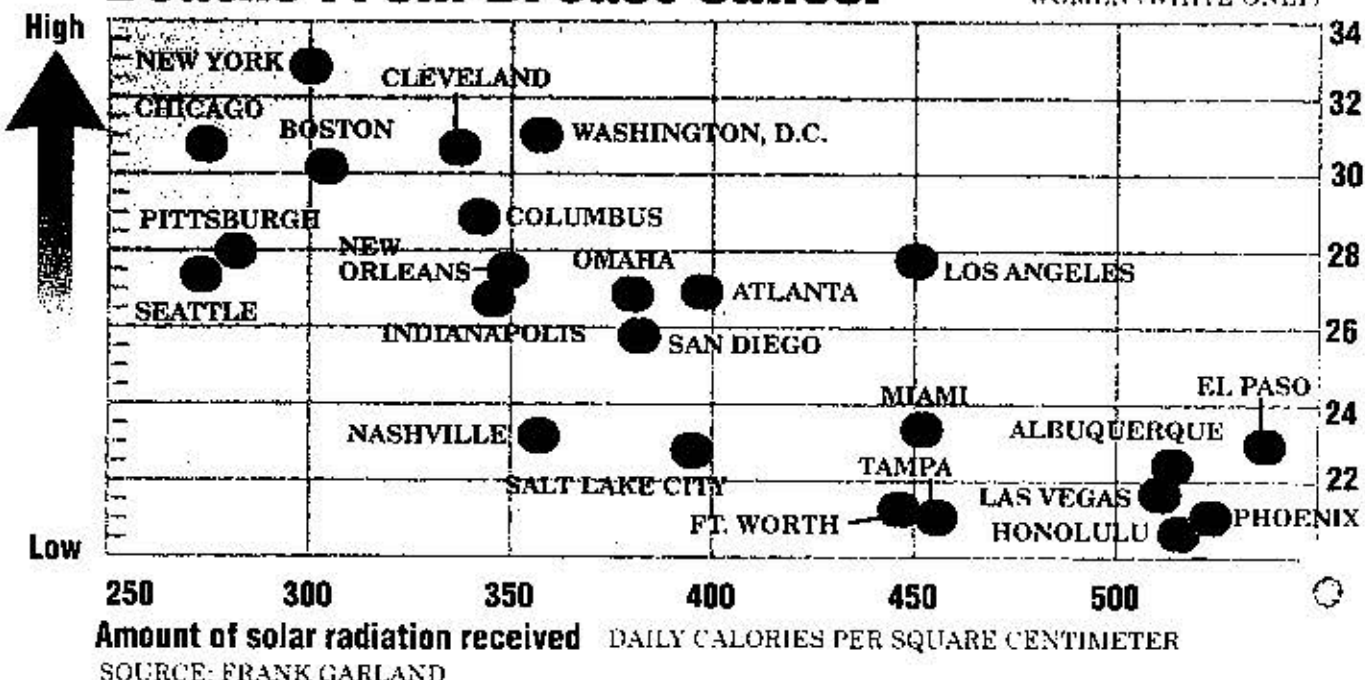 High
34
NEW YORK
CLEVELAND
CHICAGO
32
BOSTON
WASHINGTON, D.C.
30
PITTSBURGH
COLUMBUS
NEW
ORLEANS
OMAHA
28
LOS ANGELES
SEATTLE
ATLANTA
INDIANAPOLIS
SAN DIEGO
26
MIAMI
EL PASO
24
NASHVILLE
ALBUQUERQUE
TAMPA
SALT LAKE CITY
22
LAS VEGAS
FT. WORTH
HONOLULU
PHOENIX
Low
250 300 350 400 450 500
Amount of solar radiation received DAILY CALORIES PER SQUARE CENTIMETER
SOURCE: FRANK GARLAND